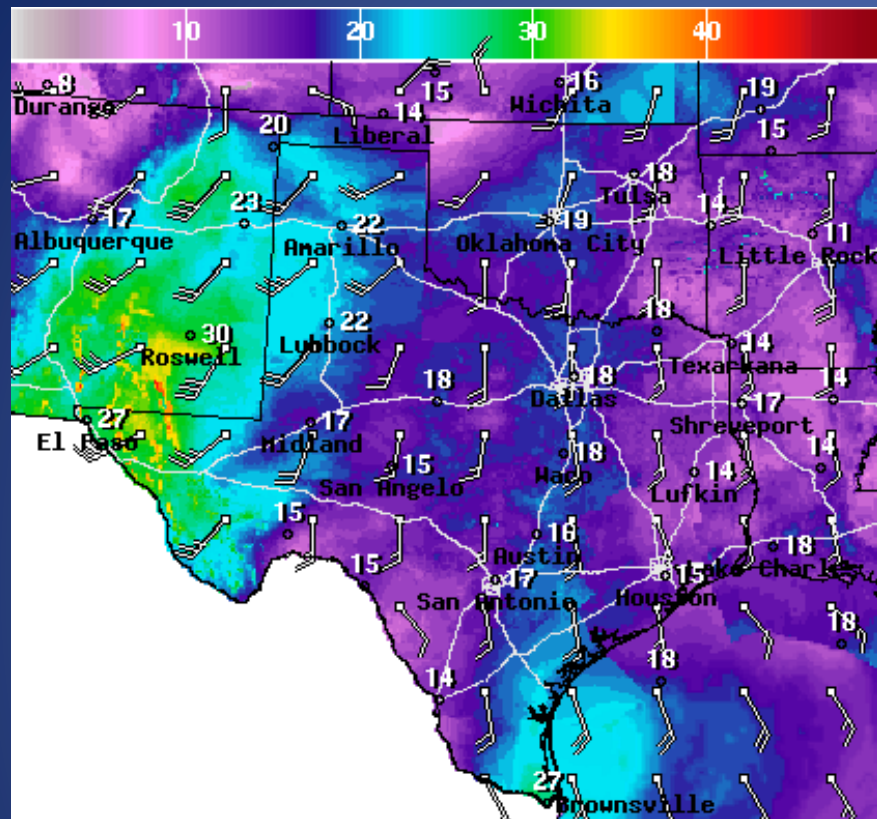 10 20 30 40
8 15 16 19
Durango 14 Wichita
Liberal
20 15
18
Tulsa
17 23 22 19 14 11
Albuquerque Amarillo Oklahoma City Little Rock
30 22 18
Roswell Lubbock 14
Texarkana
18 18 17 14
Dallas Shreveport
27 17
El Paso Midland
15 18 14 14
San Angelo Waco Lufkin
15 16 18
Austin Lake Charles
15 17 15
San Antonio Houston
18
14 18
27
Brownsville